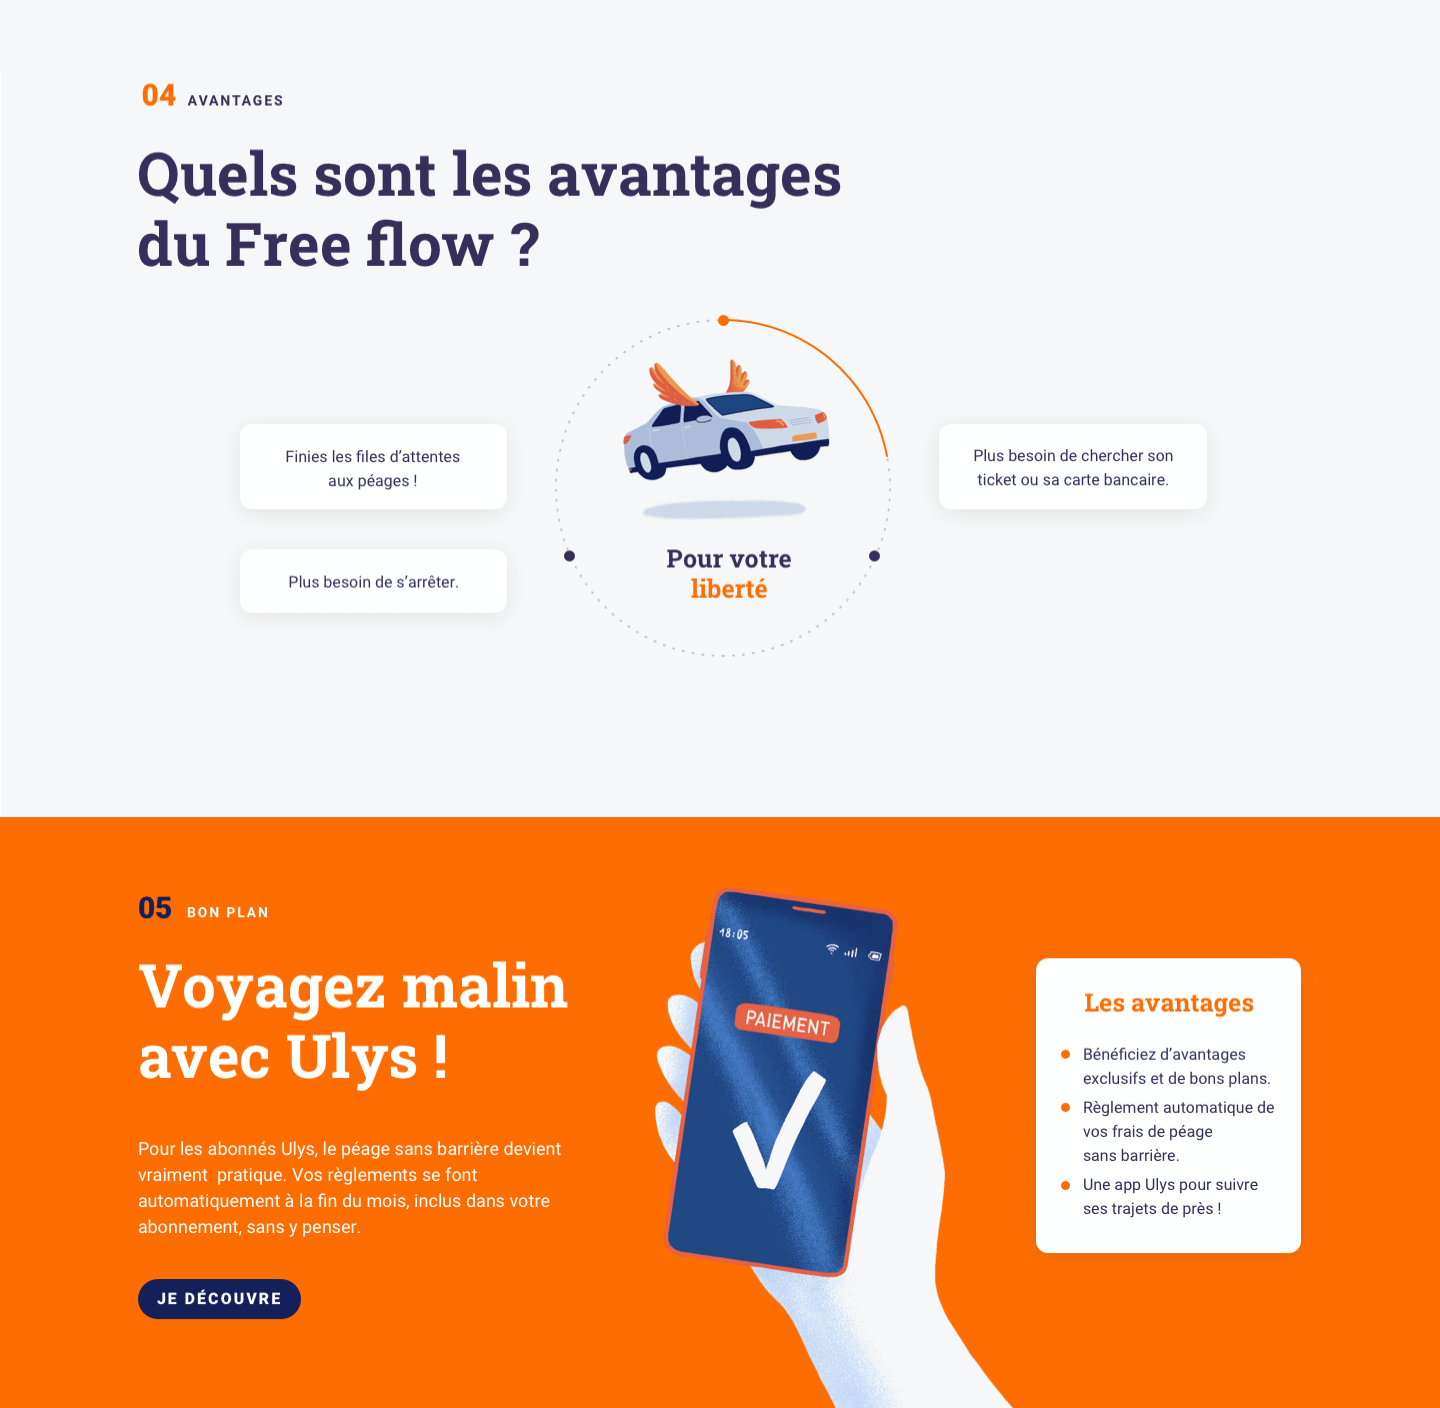 04 AVANTAGES
Quels sont les avantages
du Free flow ?
Finies les files d’attentes
aux péages !
Plus besoin de s’arrêter.
Pour votre
liberté
Plus besoin de chercher son
ticket ou sa carte bancaire.
05 BON PLAN
Voyagez malin
avec Ulys !
Pour les abonnés Ulys, le péage sans barrière devient
vraiment  pratique. Vos règlements se font
automatiquement à la fin du mois, inclus dans votre
abonnement, sans y penser.
JE DÉCOUVRE
18:05
PAIEMENT
Les avantages
Bénéficiez d’avantages
exclusifs et de bons plans.
Règlement automatique de
vos frais de péage
sans barrière.
Une app Ulys pour suivre
ses trajets de près !